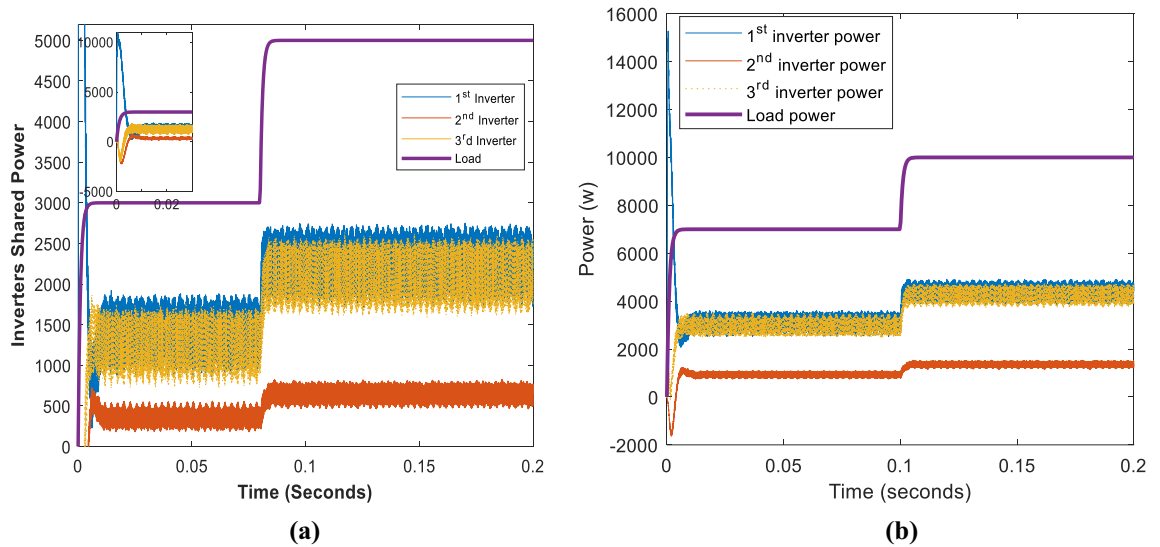 Inverters Shared Power
5000
4500
4000
3500
3000
2500
2000
1500
1000
500
0
10000
5000
0
-5000
0 0.02
1st Inverter
2nd Inverter
3rd Inverter
Load
0 0.05 0.1 0.15 0.2
Time (Seconds)
(a)
Power (w)
16000
14000
12000
10000
8000
6000
4000
2000
0
-2000
1st inverter power
2nd inverter power
3rd inverter power
Load power
0 0.05 0.1 0.15 0.2
Time (seconds)
(b)